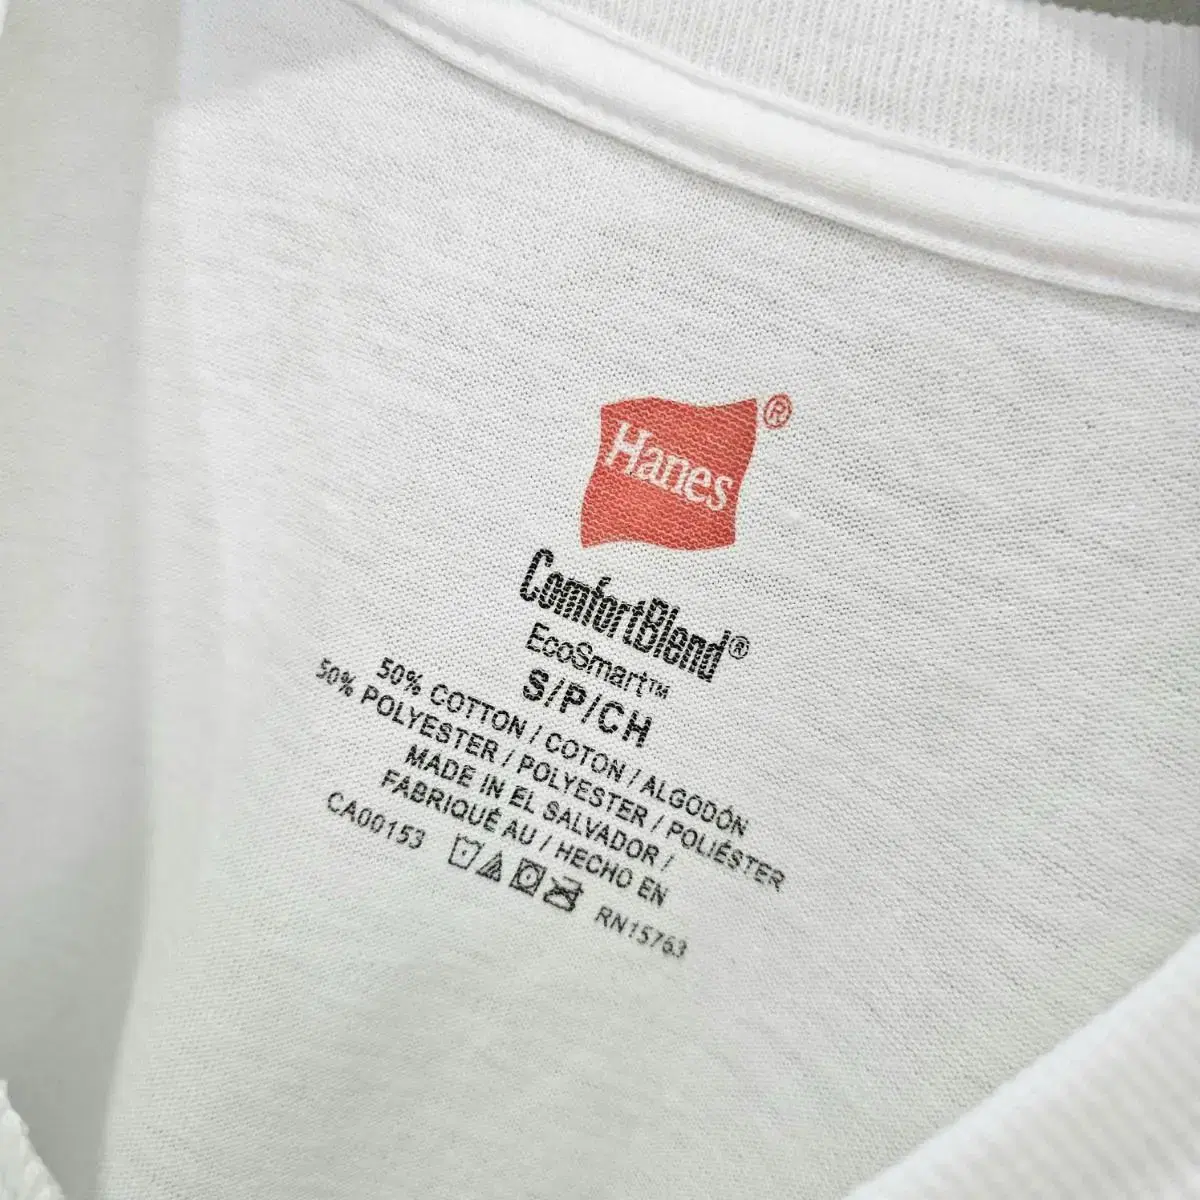 Hanes®
ComfortBlend®
EcoSmart™
S/P/CH
50% COTTON / COTON / ALGODÓN
50% POLYESTER / POLYESTER / POLIÉSTER
MADE IN EL SALVADOR /
FABRIQUÉ AU / HECHO EN
CA00153 RN15763